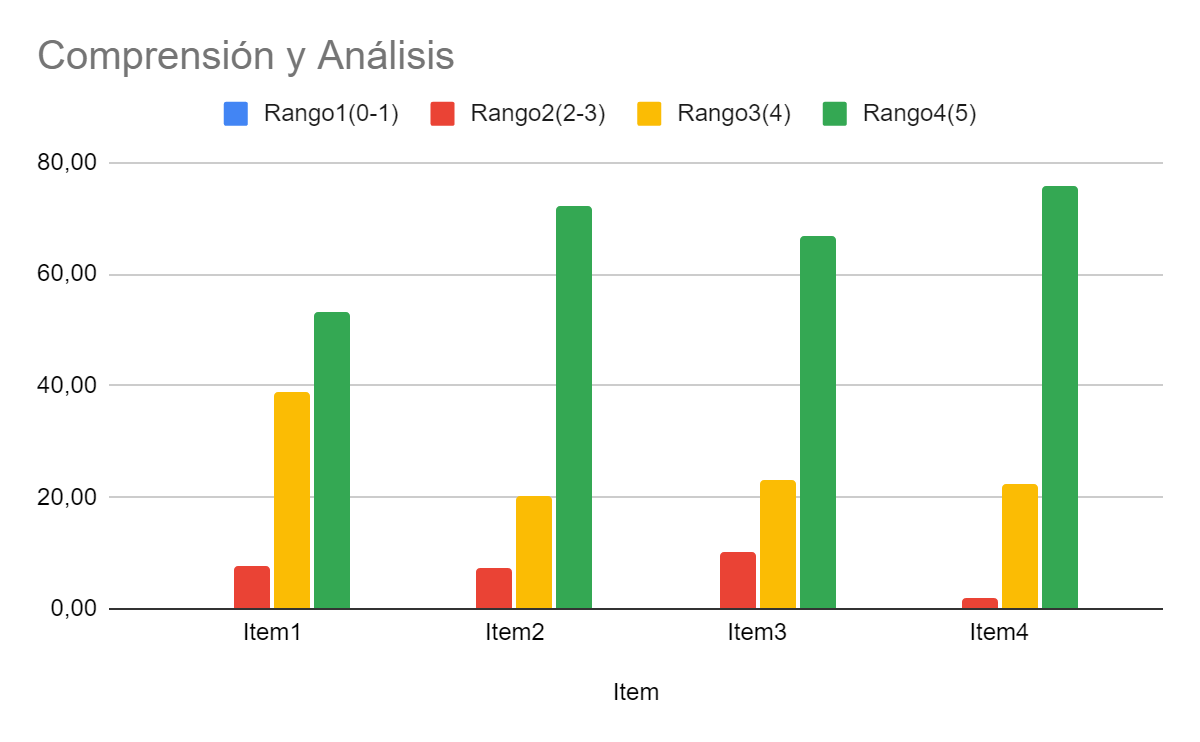 Comprensión y Análisis
Rango1(0-1) Rango2(2-3) Rango3(4) Rango4(5)
80,00
60,00
40,00
20,00
0,00
Item1 Item2 Item3 Item4
Item